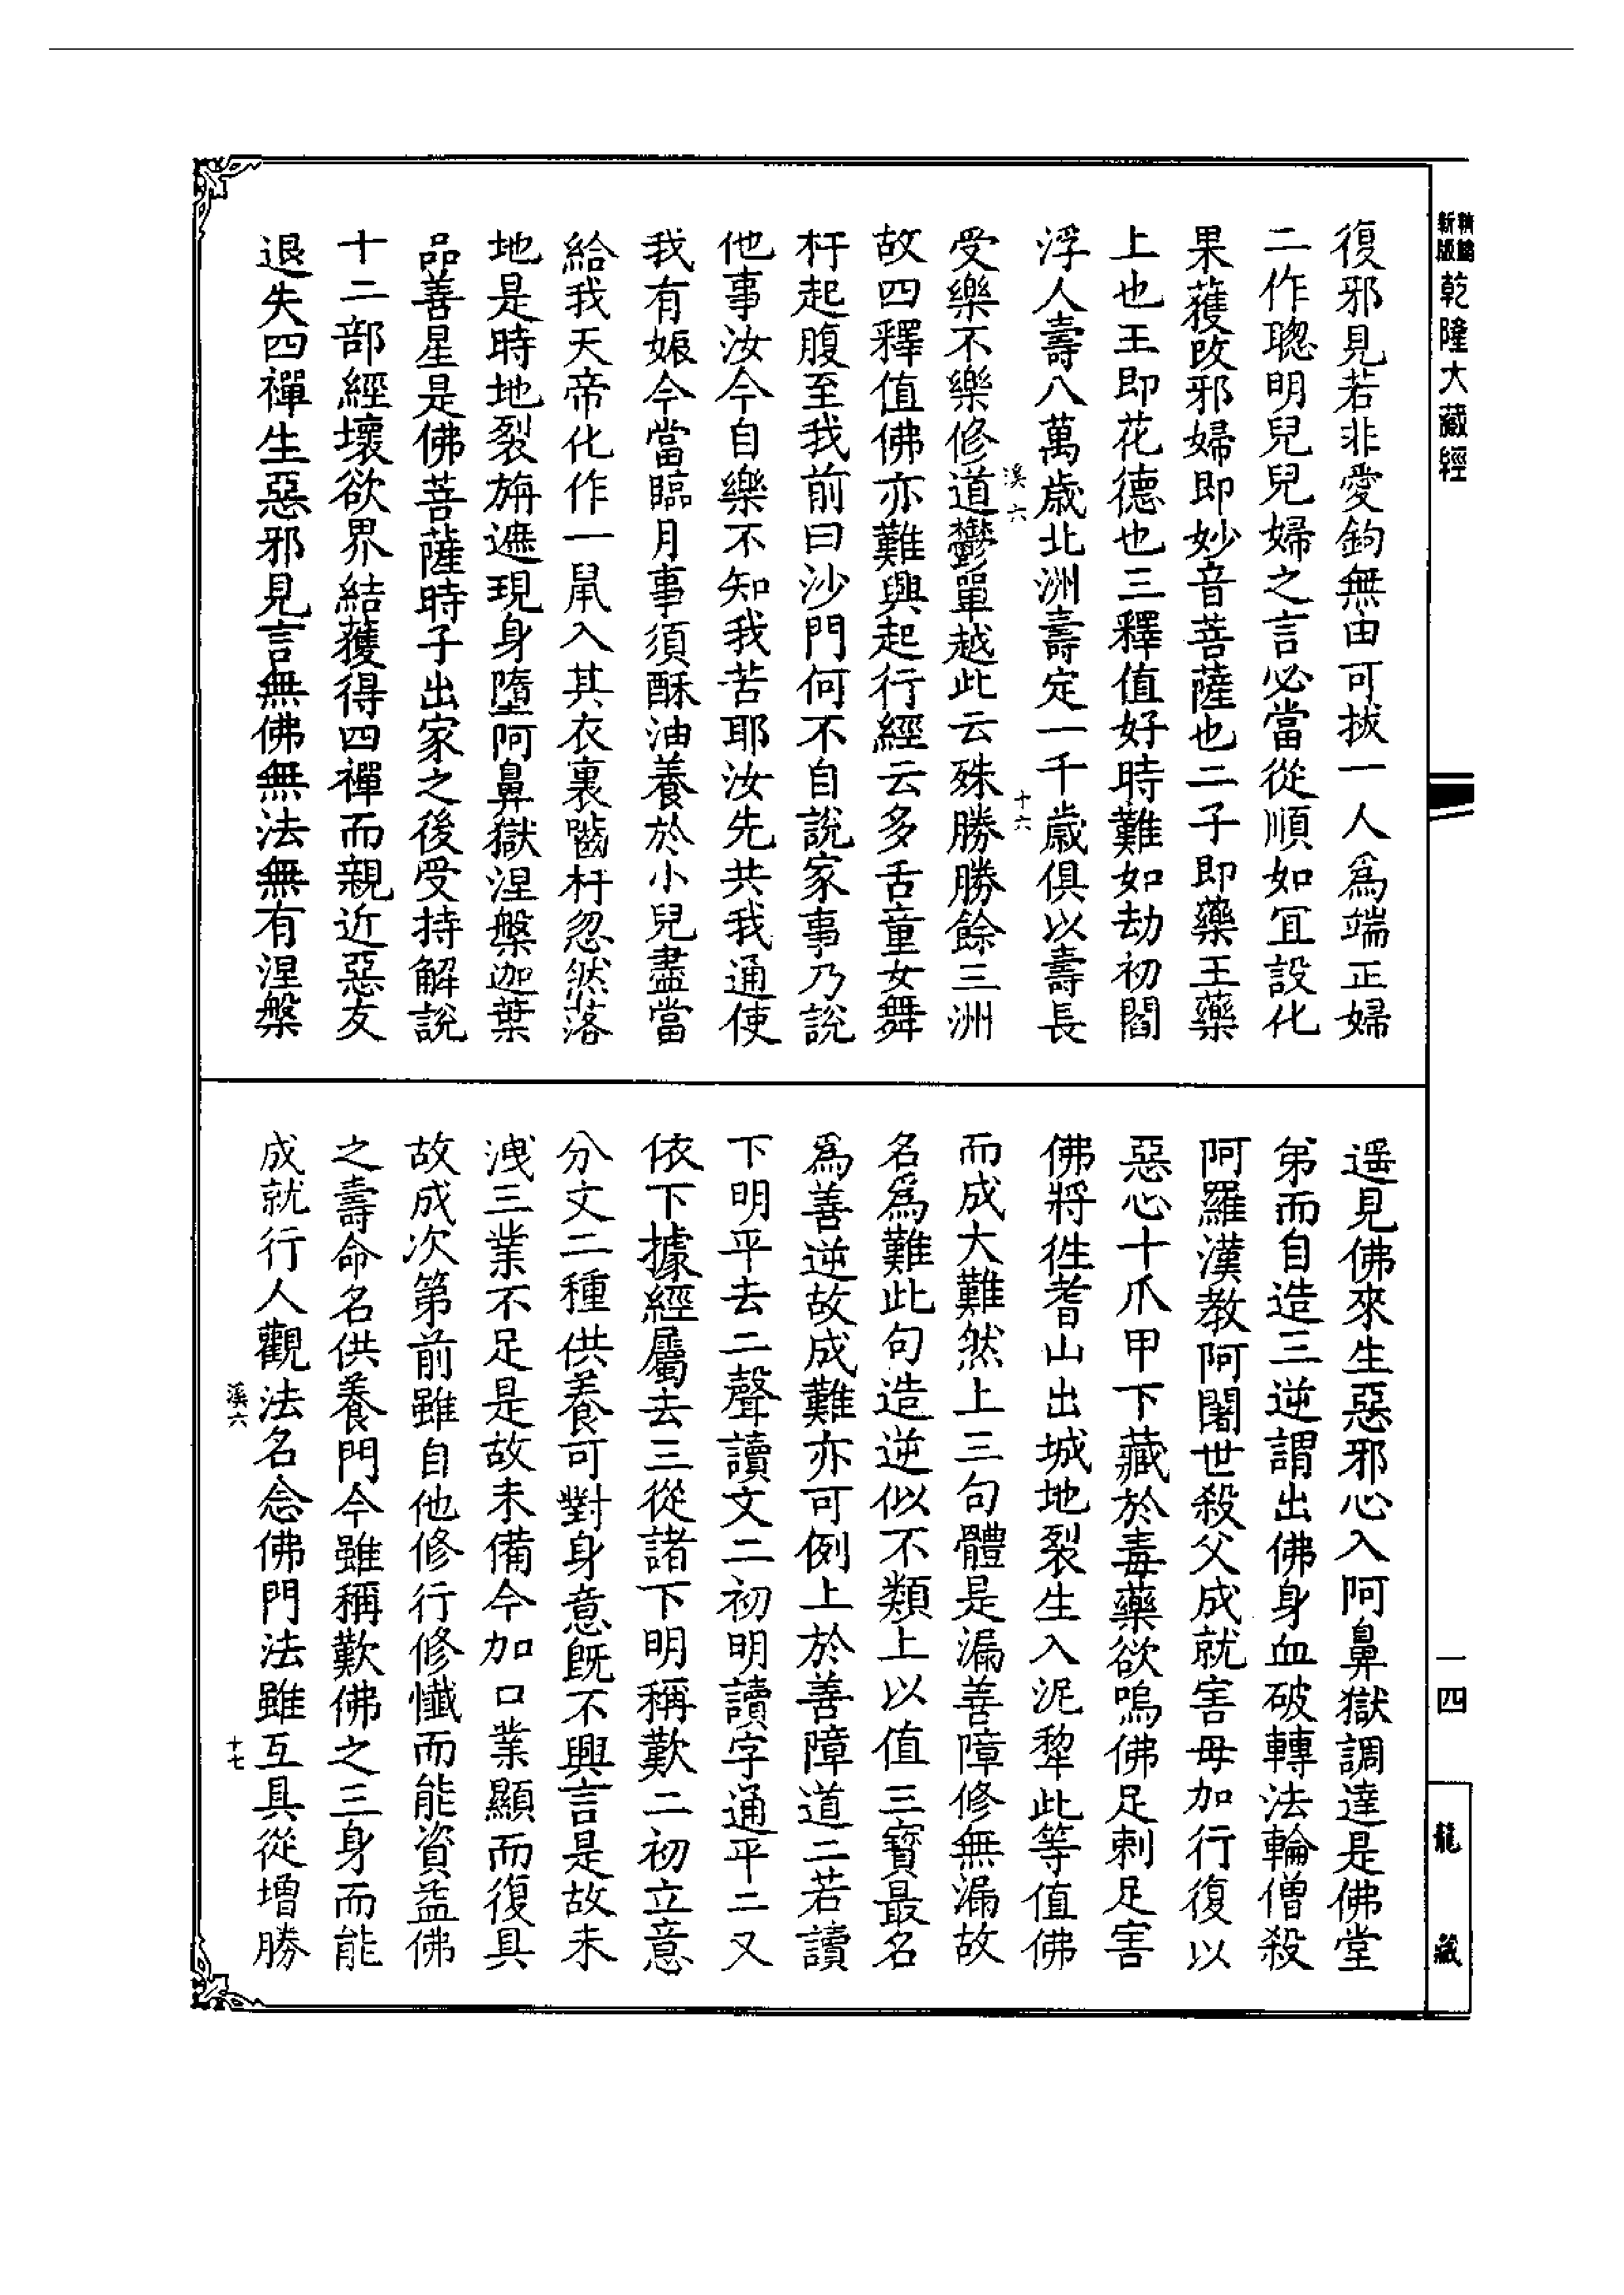 精鵰新版
乾隆大藏經
復邪見若非愛鉤無由可拔一人爲端正婦
二作聰明兒兒婦之言必當從順如冝設化
果蒦改邪婦即妙音菩薩也二子即藥王藥
上也王即花德也三釋值好時難如劫初閻
浮人壽八萬歲北洲壽定一千歲俱以壽長
溪六
十六
受樂不樂修道鬱單越此云殊勝勝餘三洲
故四釋值佛亦難興起行經云多舌童女舞
杅起腹至我前曰沙門何不自說家事乃說
他事汝今自樂不知我苦耶汝先共我通使
我有娠今當臨月事須酥油養於小兒盡當
給我天帝化作一鼠入其衣裏嚙杅忽然落
地是時地裂旃遮現身墮阿鼻獄涅槃迦葉
品善星是佛菩薩時子出家之後受持解說
十二部經壞欲界結獲得四禪而親近惡友
退失四禪生惡邪見言無佛無法無有涅槃
遥見佛來生惡邪心入阿鼻獄調達是佛堂
弟而自造三逆謂出佛身血破轉法輪僧殺
阿羅漢教阿闍世殺父成就害母加行復以
惡心十爪甲下藏於毒藥欲嗚佛足刺足害
佛將徃耆山出城地裂生入泥犂此等值佛
而成大難然上三句體是漏善障修無漏故
名爲難此句造逆似不類上以值三寶最名
爲善逆故成難亦可例上於善障道二若讀
下明平去二聲讀文二初明讀字通平二又
依下據經屬去三從諸下明稱歎二初立意
分文二種供養可對身意旣不興言是故未
洩三業不足是故未備今加口業顯而復具
故成次第前雖自他修行修懺而能資益佛
之壽命名供養門今雖稱歎佛之三身而能
成就行人觀法名念佛門法雖互具從增勝
溪六
十七
一四
龍藏